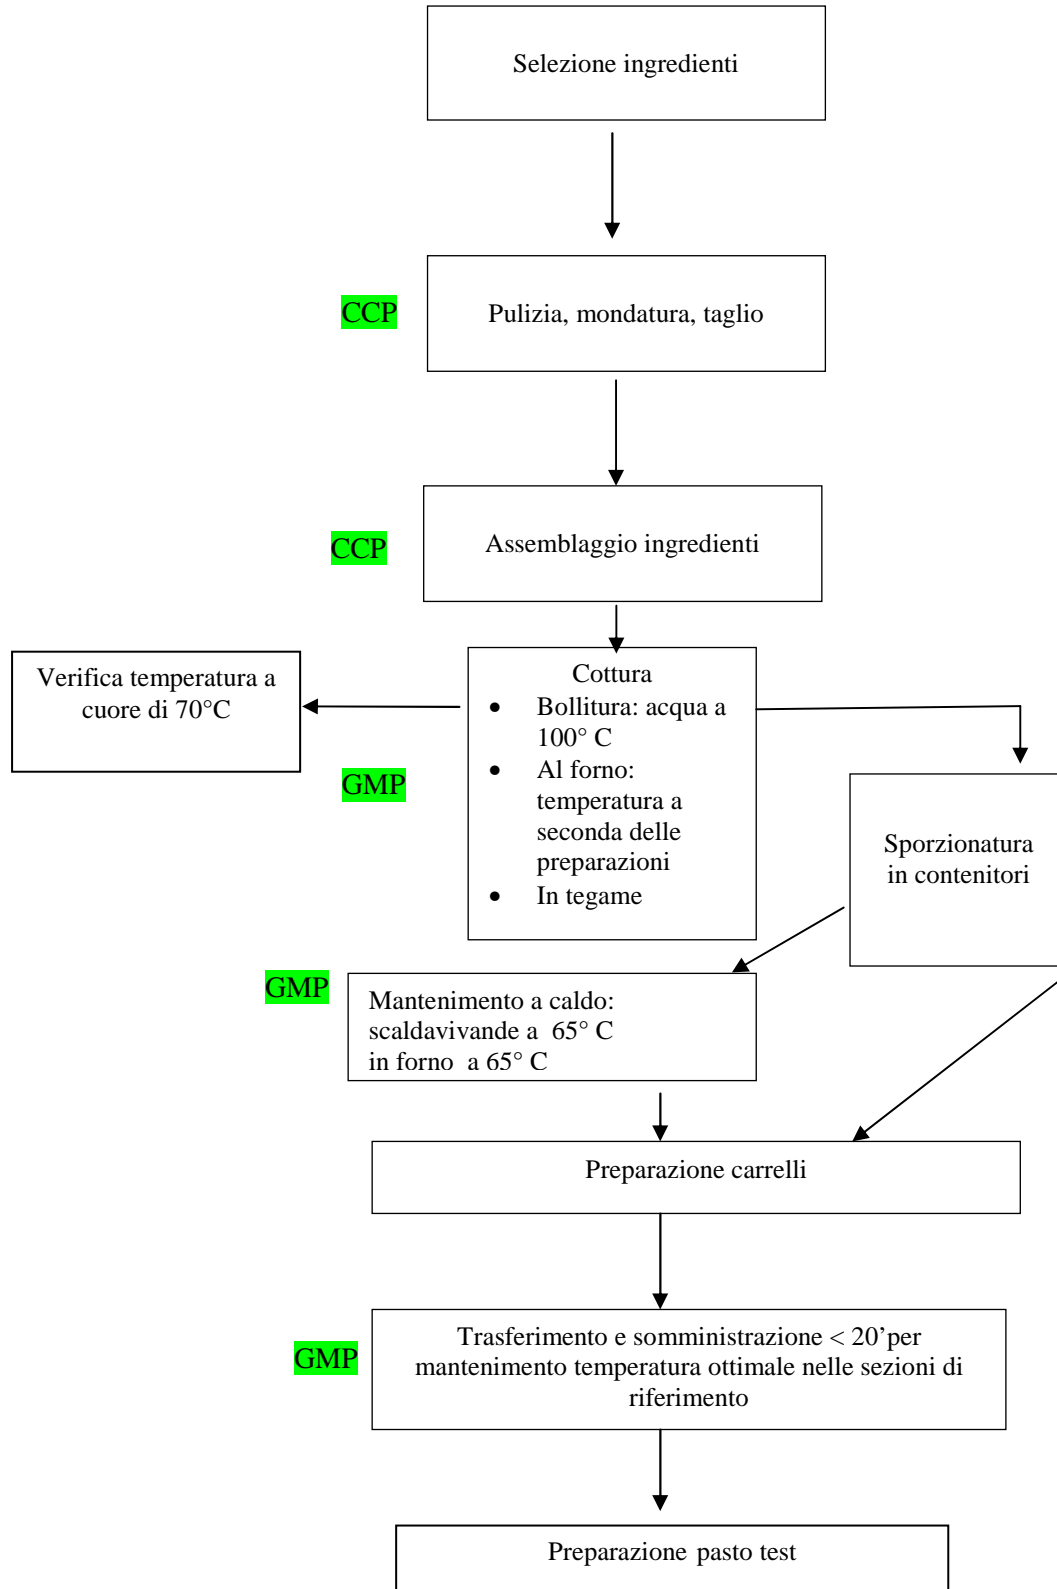 Selezione ingredienti
CCP
Pulizia, mondatura, taglio
CCP
Assemblaggio ingredienti
Verifica temperatura a
cuore di 70°C
GMP
Cottura
• Bollitura: acqua a
100° C
• Al forno:
temperatura a
seconda delle
preparazioni
• In tegame
Sporzionatura
in contenitori
GMP
Mantenimento a caldo:
scaldavivande a 65° C
in forno a 65° C
Preparazione carrelli
GMP
Trasferimento e somministrazione < 20’per
mantenimento temperatura ottimale nelle sezioni di
riferimento
Preparazione pasto test